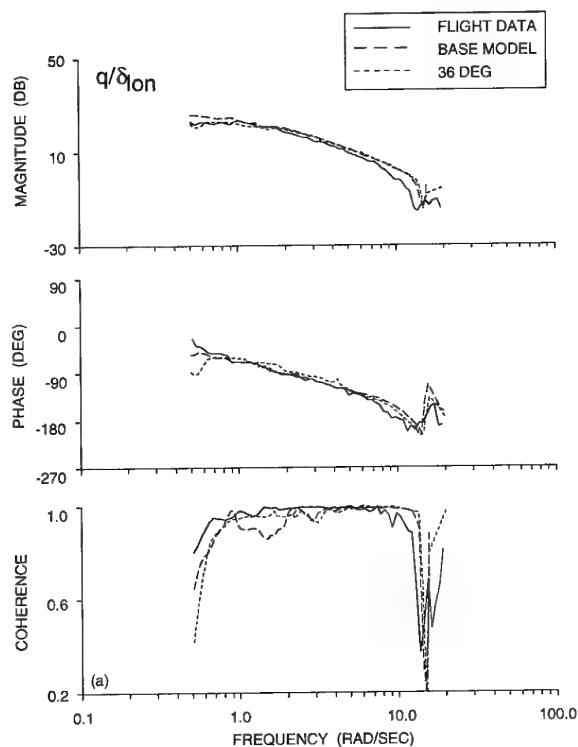 FLIGHT DATA
BASE MODEL
36 DEG
q/δlon
MAGNITUDE (DB)
50
10
-30
PHASE (DEG)
90
0
-90
-180
-270
COHERENCE
1.0
0.6
0.2
(a)
0.1
1.0
10.0
100.0
FREQUENCY (RAD/SEC)